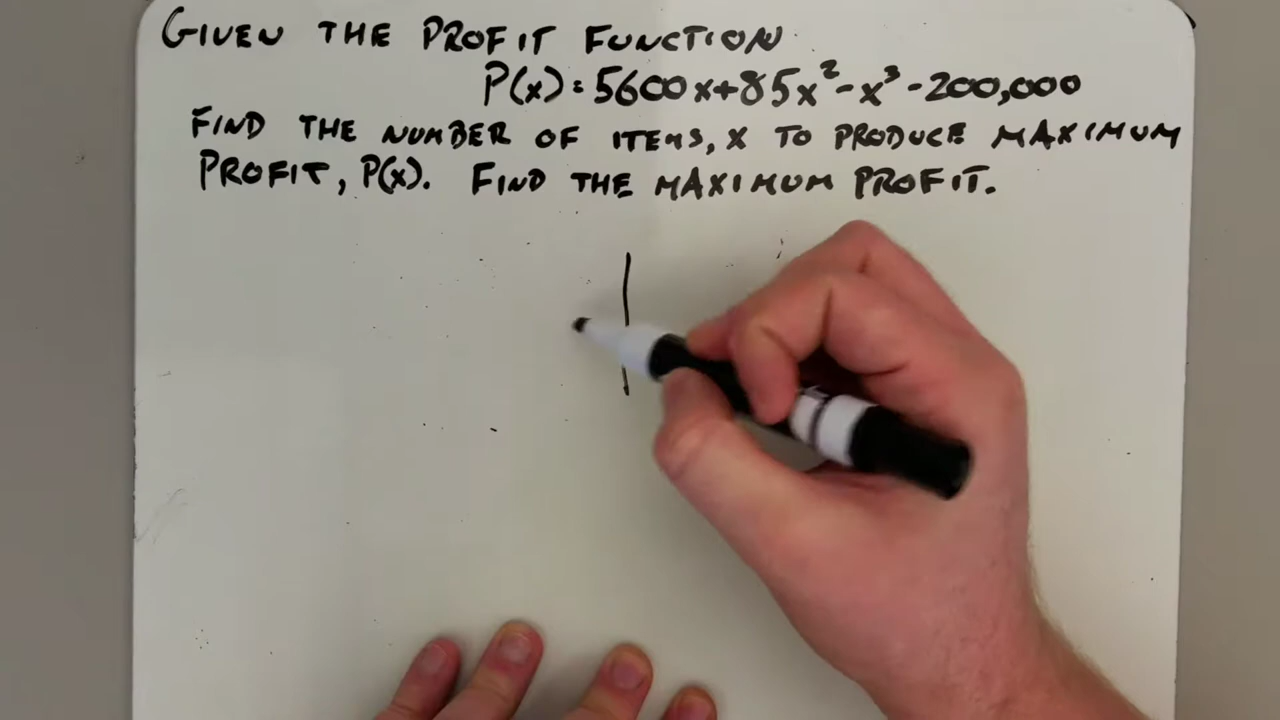 GIVEN THE PROFIT FUNCTION
P(x) = 5600x+85x²-x³-200,000
FIND THE NUMBER OF ITEMS, X TO PRODUCE MAXIMUM
PROFIT, P(x). FIND THE MAXIMUM PROFIT.